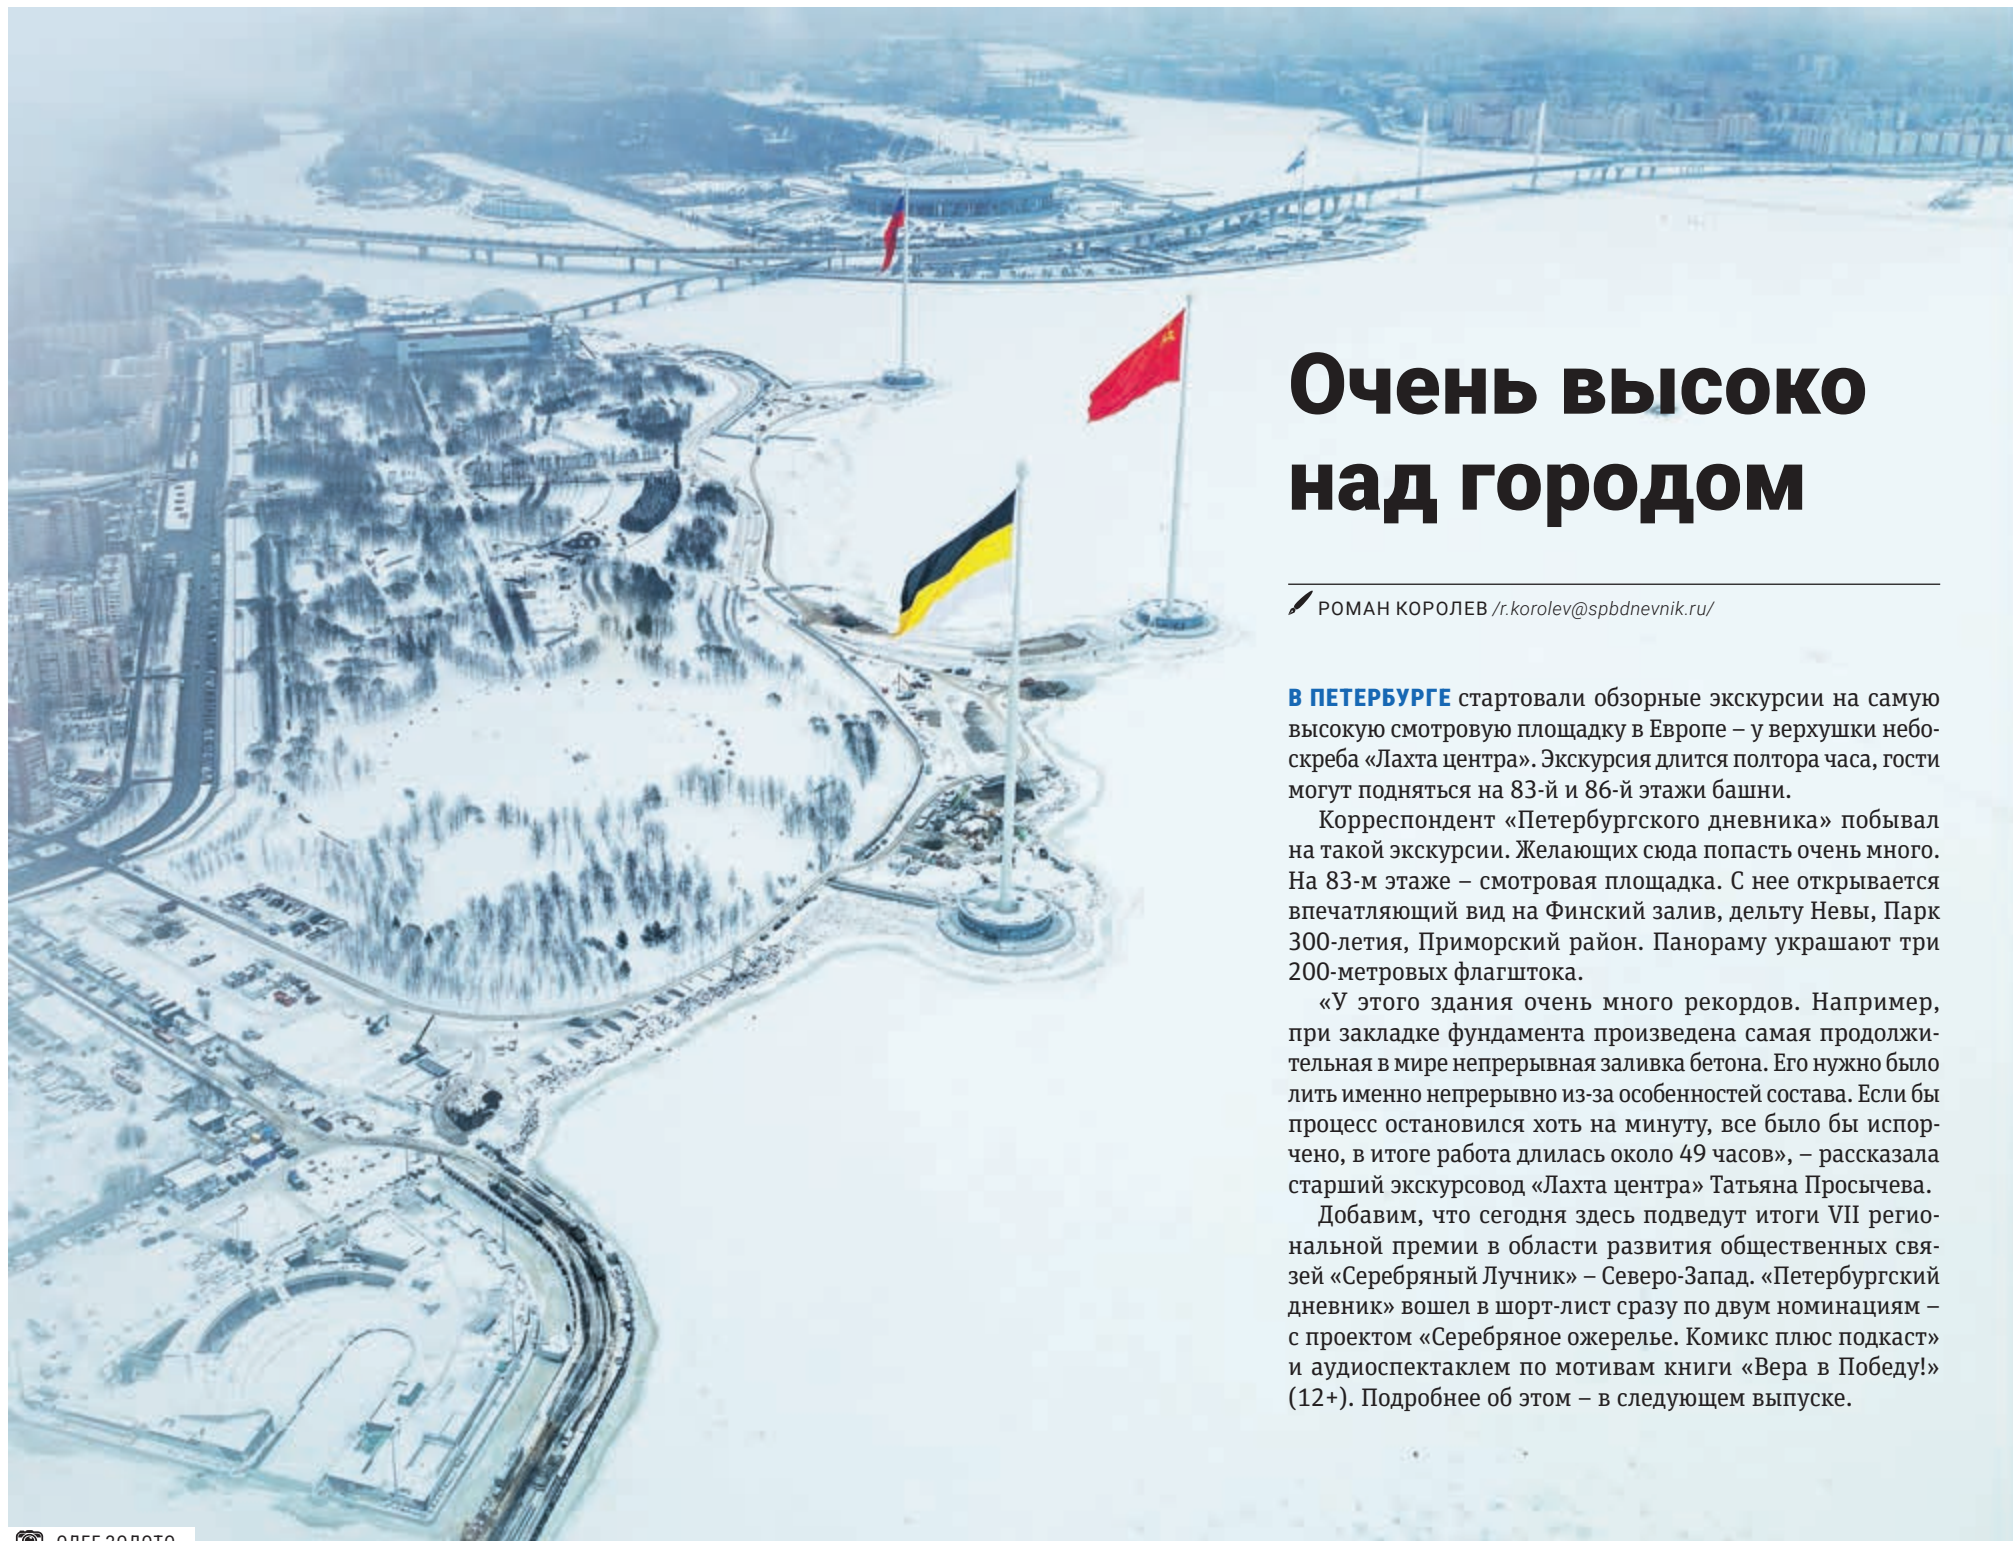 Очень высоко
над городом
РОМАН КОРОЛЕВ /r.korolev@spbdnevnik.ru/
В ПЕТЕРБУРГЕ стартовали обзорные экскурсии на самую
высокую смотровую площадку в Европе – у верхушки небо-
скреба «Лахта центра». Экскурсия длится полтора часа, гости
могут подняться на 83-й и 86-й этажи башни.
Корреспондент «Петербургского дневника» побывал
на такой экскурсии. Желающих сюда попасть очень много.
На 83-м этаже – смотровая площадка. С нее открывается
впечатляющий вид на Финский залив, дельту Невы, Парк
300-летия, Приморский район. Панораму украшают три
200-метровых флагштока.
«У этого здания очень много рекордов. Например,
при закладке фундамента произведена самая продолжи-
тельная в мире непрерывная заливка бетона. Его нужно было
лить именно непрерывно из-за особенностей состава. Если бы
процесс остановился хоть на минуту, все было бы испор-
чено, в итоге работа длилась около 49 часов», – рассказала
старший экскурсовод «Лахта центра» Татьяна Просычева.
Добавим, что сегодня здесь подведут итоги VII регио-
нальной премии в области развития общественных свя-
зей «Серебряный Лучник» – Северо-Запад. «Петербургский
дневник» вошел в шорт-лист сразу по двум номинациям –
с проектом «Серебряное ожерелье. Комикс плюс подкаст»
и аудиоспектаклем по мотивам книги «Вера в Победу!»
(12+). Подробнее об этом – в следующем выпуске.
ОЛЕГ ЗОЛОТО